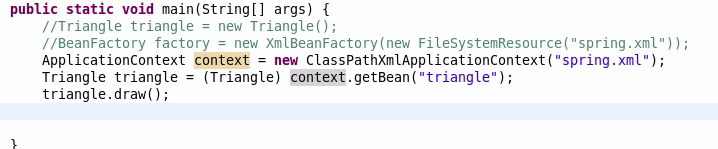 public static void main(String[] args) {
//Triangle triangle = new Triangle();
//BeanFactory factory = new XmlBeanFactory(new FileSystemResource("spring.xml"));
ApplicationContext context = new ClassPathXmlApplicationContext("spring.xml");
Triangle triangle = (Triangle) context.getBean("triangle");
triangle.draw();
}